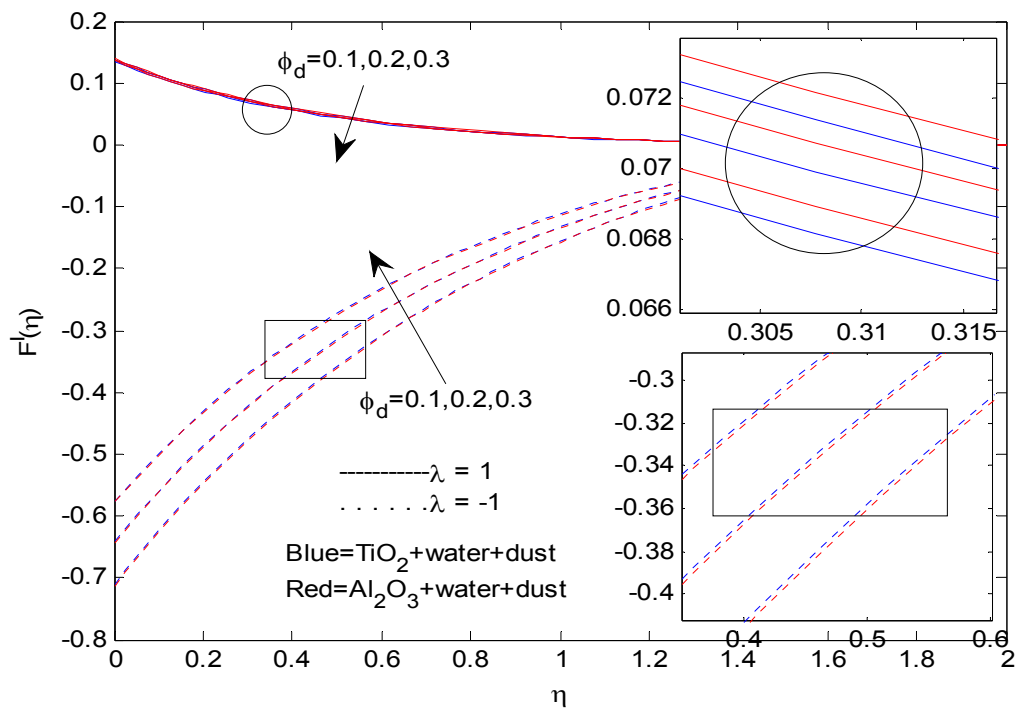 0.2
0.1
0
-0.1
-0.2
-0.3
-0.4
-0.5
-0.6
-0.7
-0.8
Fᴵ(η)
0 0.2 0.4 0.6 0.8 1 1.2 1.4 1.6 1.8 2
η
ϕd=0.1,0.2,0.3
ϕd=0.1,0.2,0.3
-----------λ = 1
. . . . . .λ = -1
Blue=TiO2+water+dust
Red=Al2O3+water+dust
0.072
0.07
0.068
0.066
0.305 0.31 0.315
-0.3
-0.32
-0.34
-0.36
-0.38
-0.4
0.4 0.5 0.6